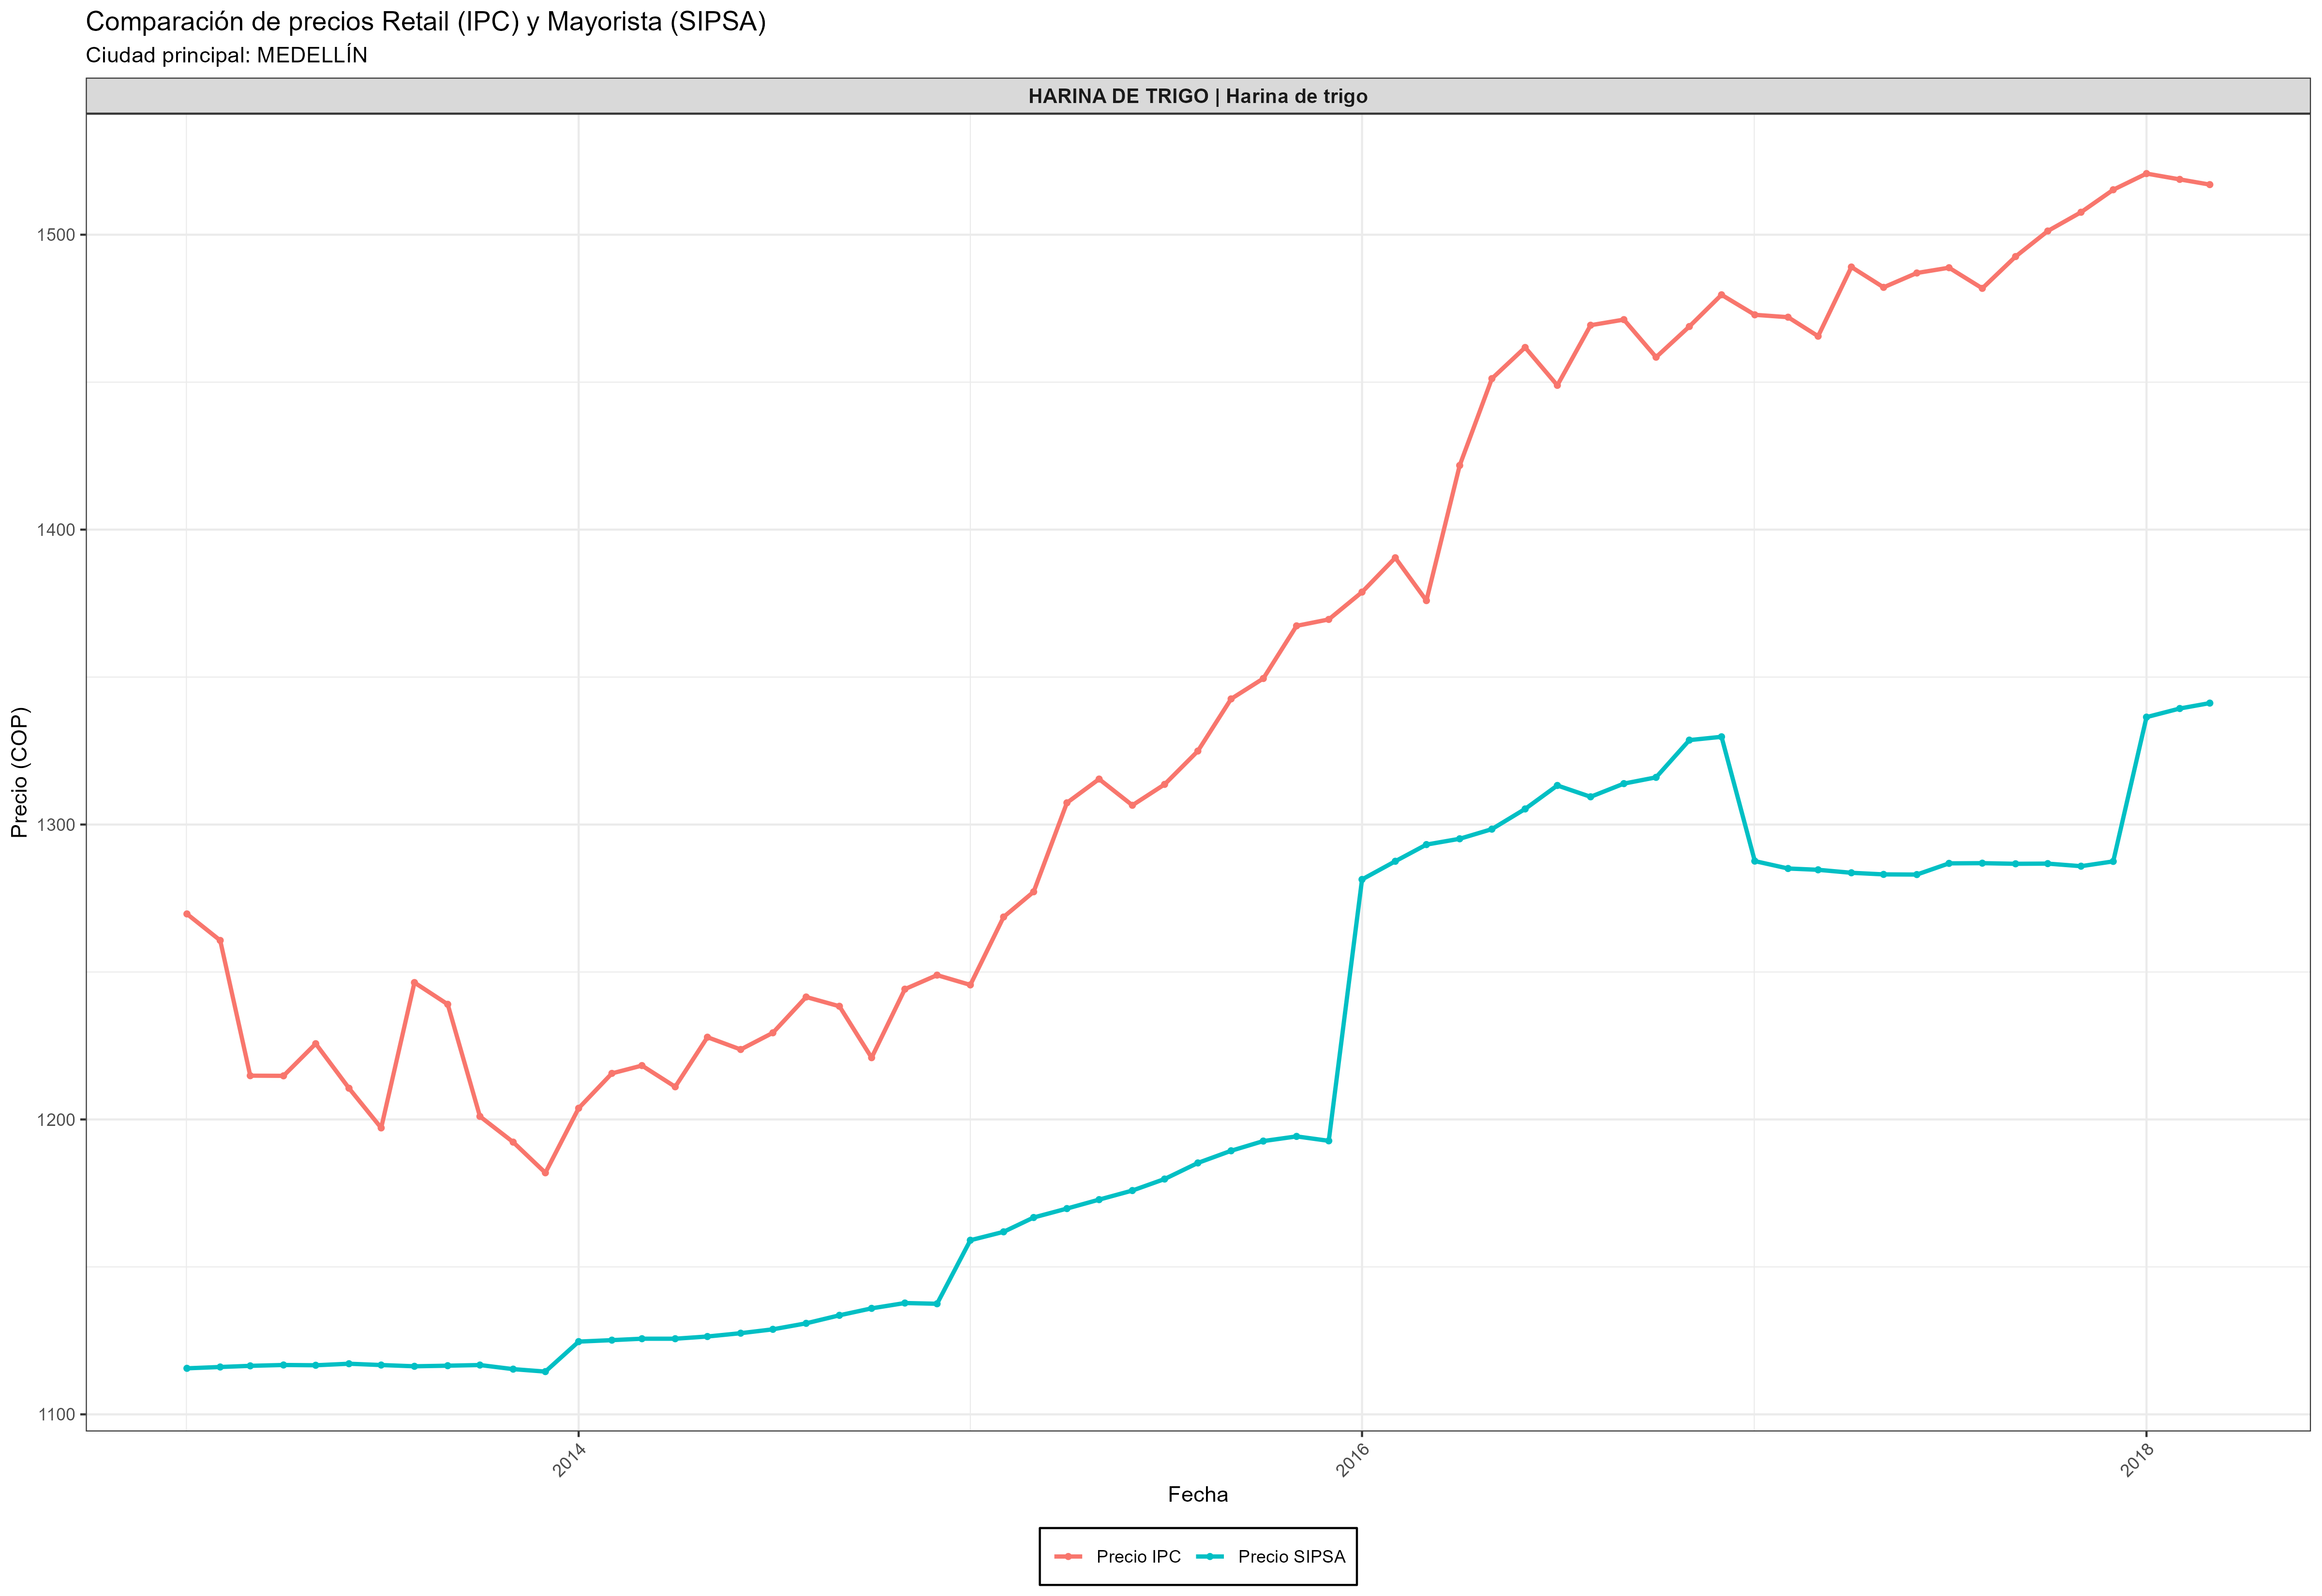 Comparación de precios Retail (IPC) y Mayorista (SIPSA)
Ciudad principal: MEDELLÍN
HARINA DE TRIGO | Harina de trigo
Precio (COP)
1500
1400
1300
1200
1100
2014
2016
2018
Fecha
Precio IPC
Precio SIPSA